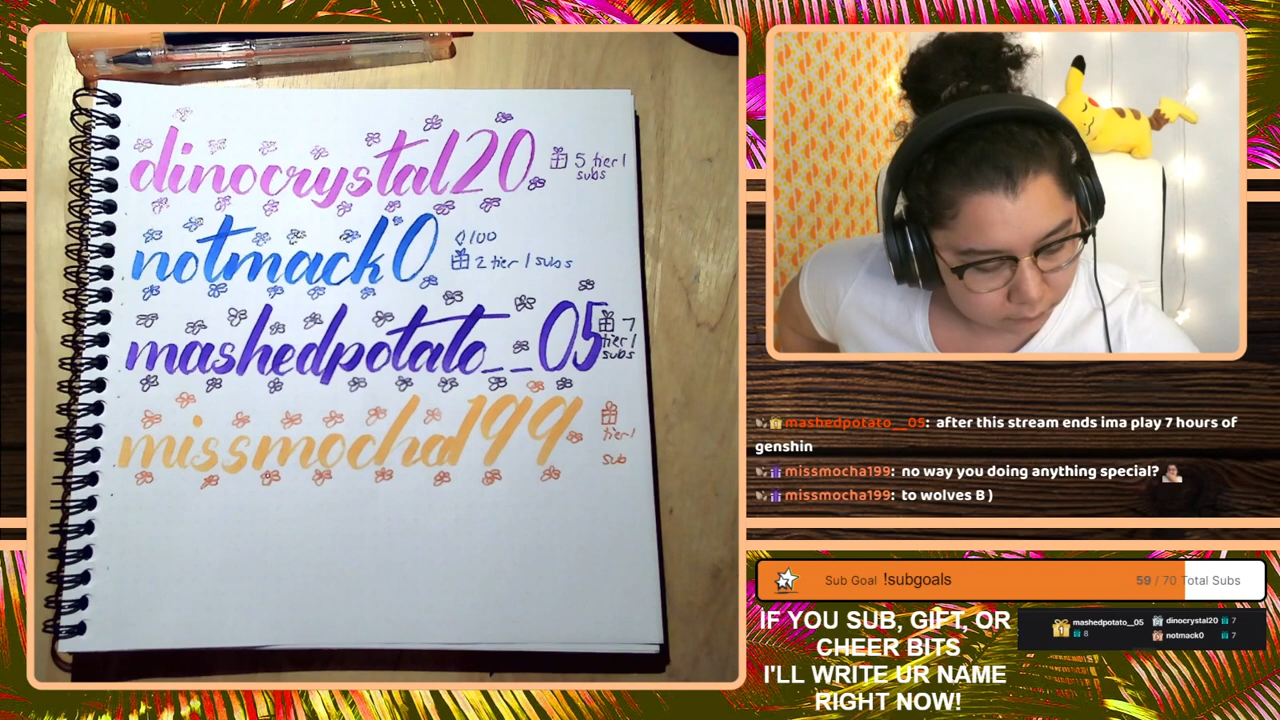 dinocrystal20
5 tier 1
subs
notmack0
100
2 tier 1 subs
mashedpotato__05
7
tier 1
subs
missmocha199
tier 1
sub
mashedpotato__05: after this stream ends ima play 7 hours of
genshin
missmocha199: no way you doing anything special?
missmocha199: to wolves B )
Sub Goal !subgoals 59 / 70 Total Subs
IF YOU SUB, GIFT, OR
CHEER BITS
I'LL WRITE UR NAME
RIGHT NOW!
1 mashedpotato__05 8
dinocrystal20 7
notmack0 7